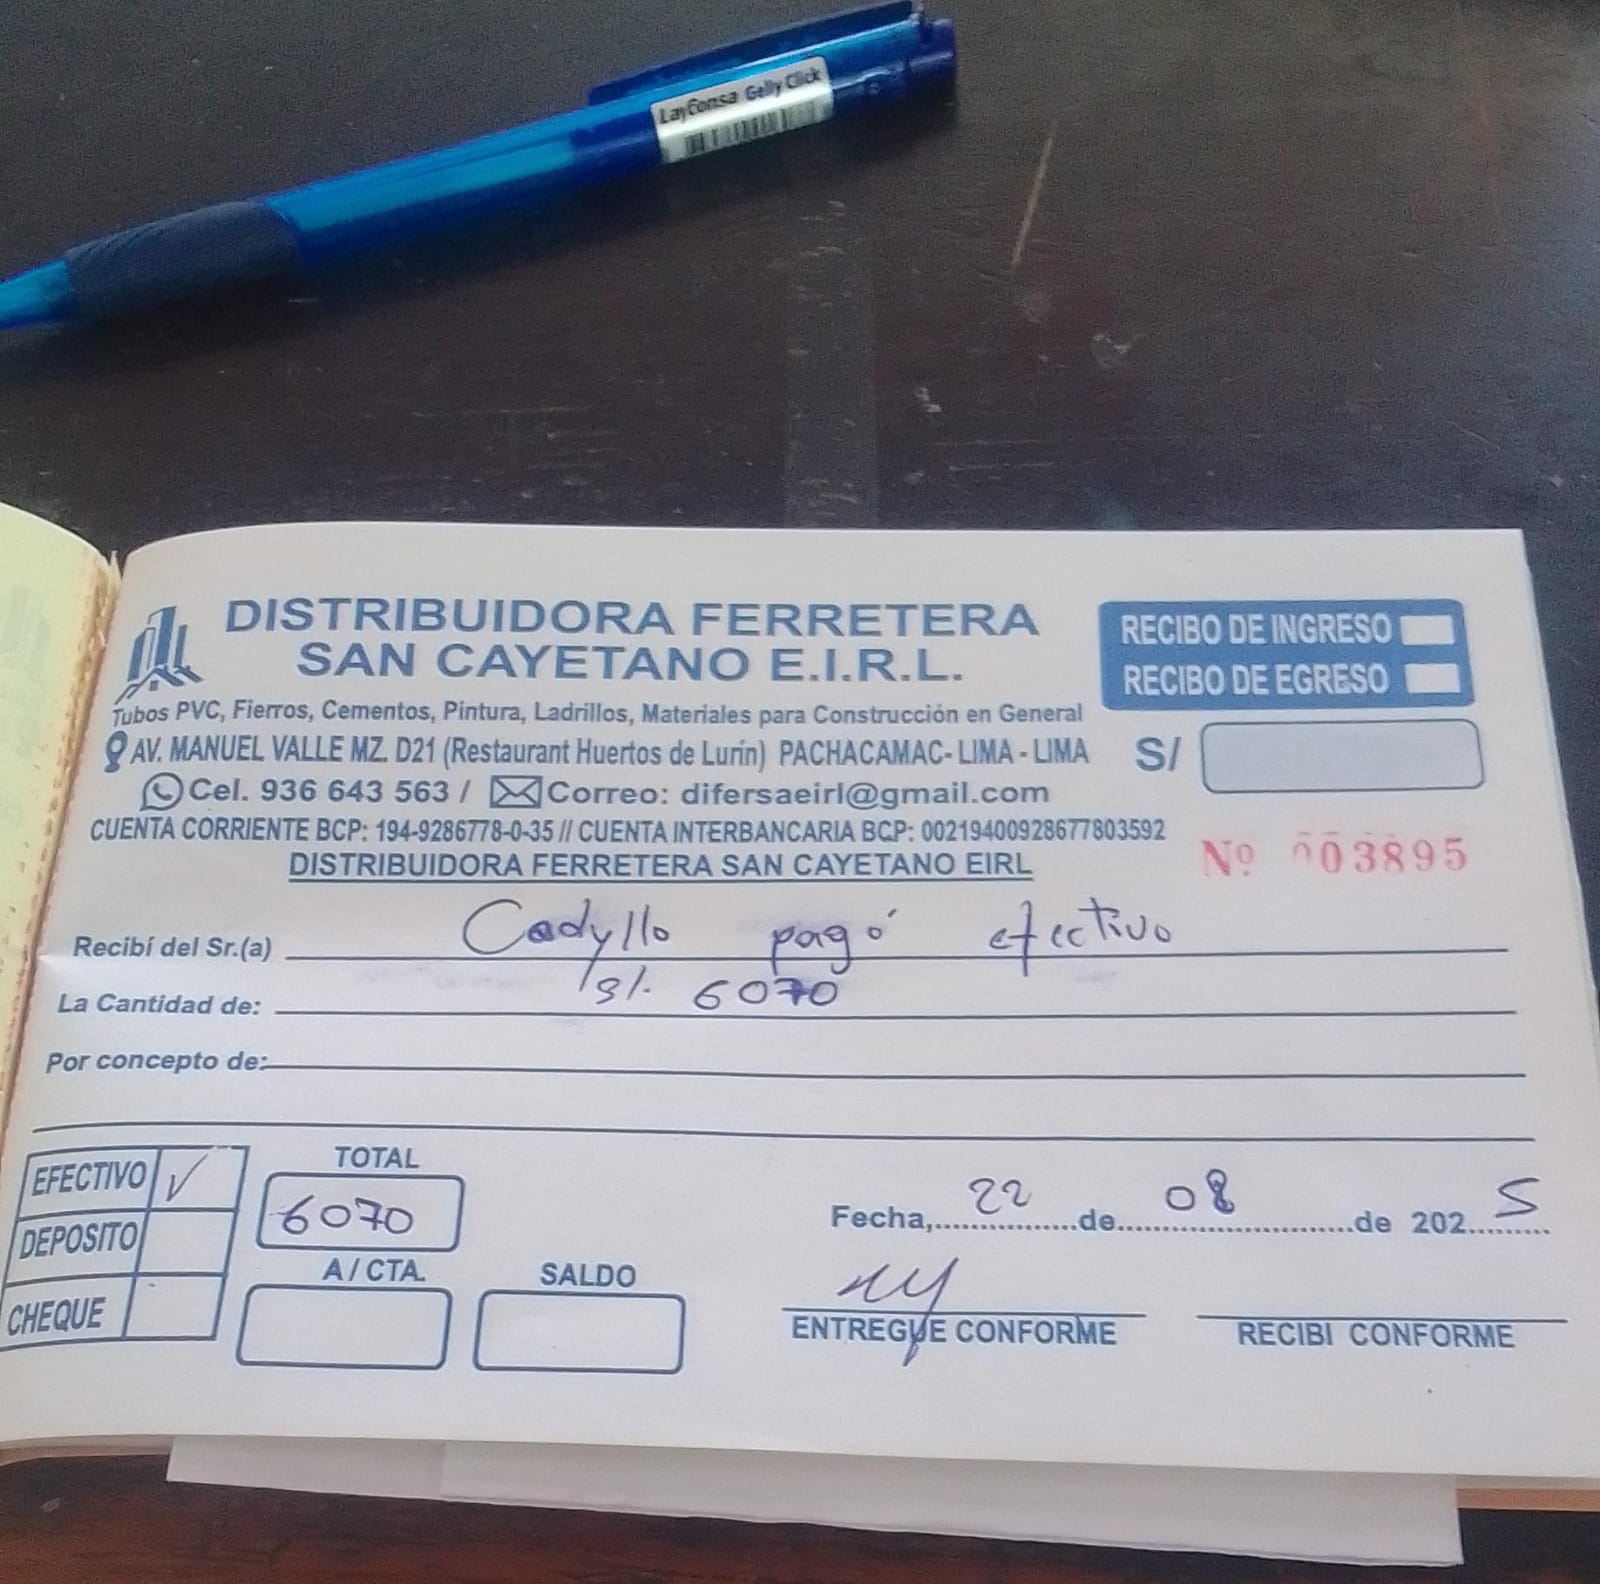 LayConsa Gelly Click
DISTRIBUIDORA FERRETERA
SAN CAYETANO E.I.R.L.
RECIBO DE INGRESO
RECIBO DE EGRESO
Tubos PVC, Fierros, Cementos, Pintura, Ladrillos, Materiales para Construcción en General
AV. MANUEL VALLE MZ. D21 (Restaurant Huertos de Lurín) PACHACAMAC- LIMA - LIMA
S/
Cel. 936 643 563 / Correo: difersaeirl@gmail.com
CUENTA CORRIENTE BCP: 194-9286778-0-35 // CUENTA INTERBANCARIA BCP: 00219400928677803592
Nº 003895
DISTRIBUIDORA FERRETERA SAN CAYETANO EIRL
Recibí del Sr.(a) Cadyllo pagó efectivo
La Cantidad de: S/. 6070
Por concepto de:
EFECTIVO ✓
DEPOSITO
CHEQUE
TOTAL
6070
A / CTA.
SALDO
Fecha, 22 de 08 de 2025
ENTREGUE CONFORME
RECIBI CONFORME